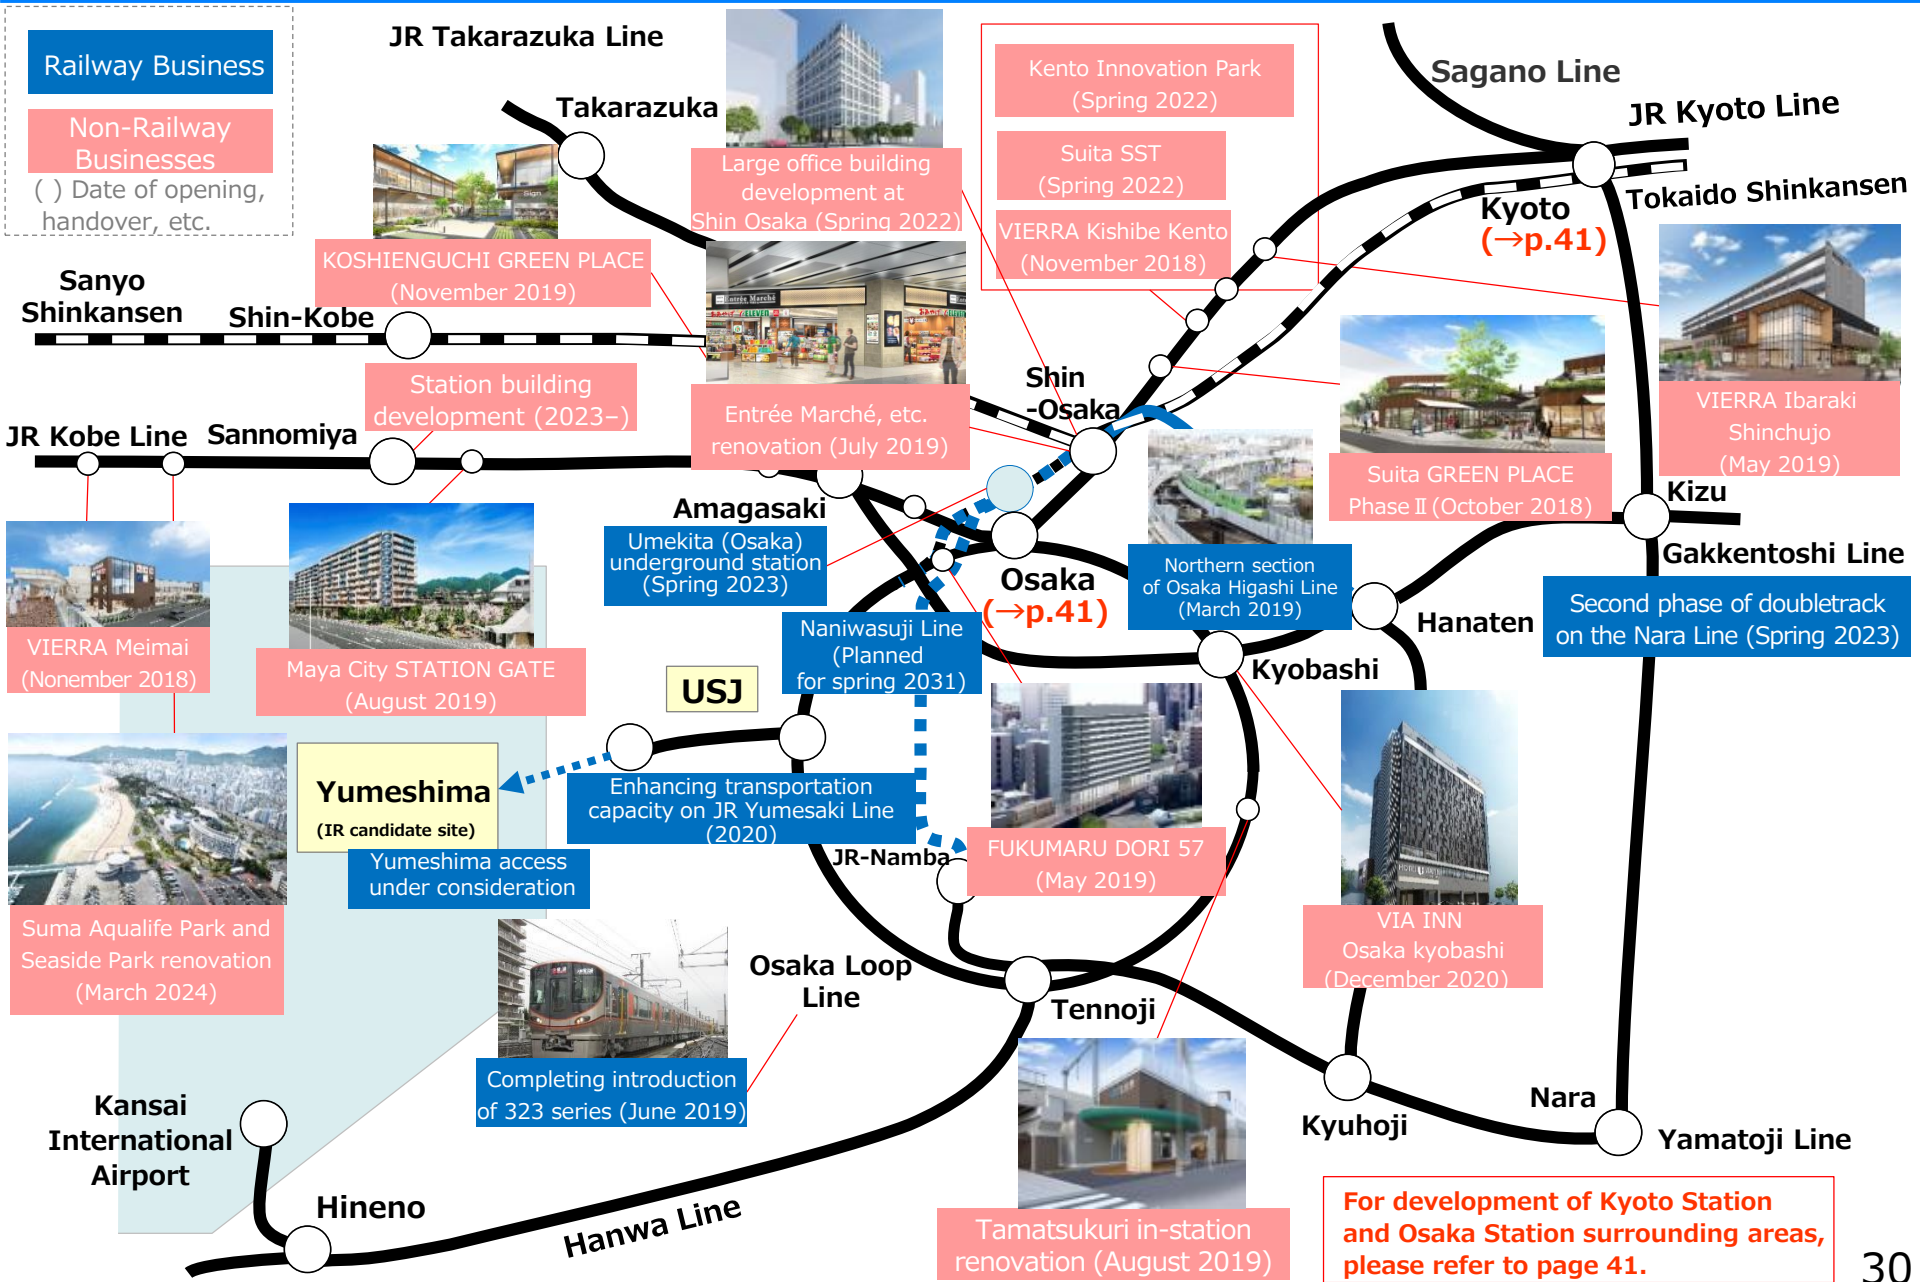 Railway Business
Non-Railway
Businesses
( ) Date of opening,
handover, etc.
JR Takarazuka Line
Takarazuka
Large office building
development at
Shin Osaka (Spring 2022)
Kento Innovation Park
(Spring 2022)
Suita SST
(Spring 2022)
VIERRA Kishibe Kento
(November 2018)
Sagano Line
JR Kyoto Line
Tokaido Shinkansen
Kyoto
(→p.41)
Sign
KOSHIENGUCHI GREEN PLACE
(November 2019)
Sanyo
Shinkansen
Shin-Kobe
Station building
development (2023–)
Entrée Marché
Entrée Marché, etc.
renovation (July 2019)
Shin
-Osaka
VIERRA Ibaraki
Shinchujo
(May 2019)
JR Kobe Line
Sannomiya
Suita GREEN PLACE
Phase Ⅱ (October 2018)
Kizu
Gakkentoshi Line
Amagasaki
Umekita (Osaka)
underground station
(Spring 2023)
Osaka
(→p.41)
Northern section
of Osaka Higashi Line
(March 2019)
Hanaten
Second phase of doubletrack
on the Nara Line (Spring 2023)
VIERRA Meimai
(Nonember 2018)
Maya City STATION GATE
(August 2019)
Naniwasuji Line
(Planned
for spring 2031)
Kyobashi
USJ
Yumeshima
(IR candidate site)
Yumeshima access
under consideration
Enhancing transportation
capacity on JR Yumesaki Line
(2020)
JR-Namba
FUKUMARU DORI 57
(May 2019)
VIA INN
Osaka kyobashi
(December 2020)
Suma Aqualife Park and
Seaside Park renovation
(March 2024)
Osaka Loop
Line
Tennoji
Completing introduction
of 323 series (June 2019)
Kansai
International
Airport
Hineno
Hanwa Line
Tamatsukuri in-station
renovation (August 2019)
Kyuhoji
Nara
Yamatoji Line
For development of Kyoto Station
and Osaka Station surrounding areas,
please refer to page 41.
30